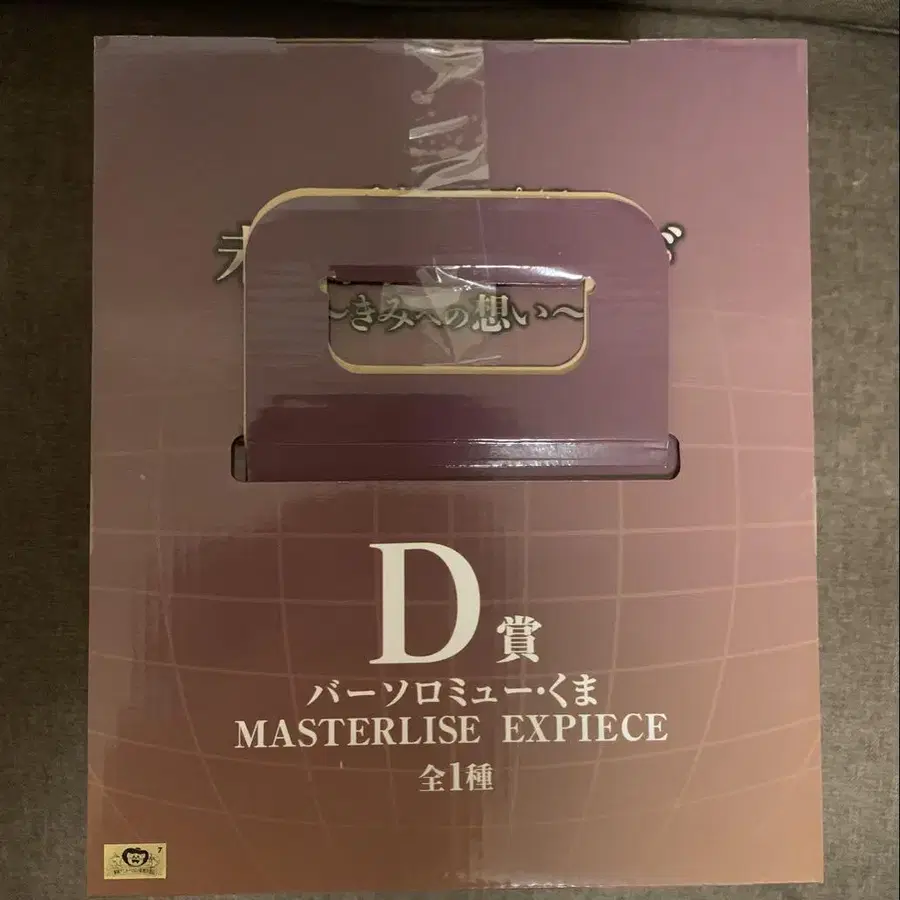 ～きみへの想い～
D賞
バーソロミュー・くま
MASTERLISE EXPIECE
全1種
7